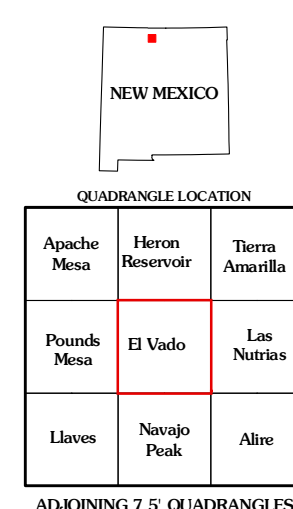 NEW MEXICO
QUADRANGLE LOCATION
Apache
Mesa
Heron
Reservoir
Tierra
Amarilla
Pounds
Mesa
El Vado
Las
Nutrias
Llaves
Navajo
Peak
Alire
ADJOINING 7.5' QUADRANGLES